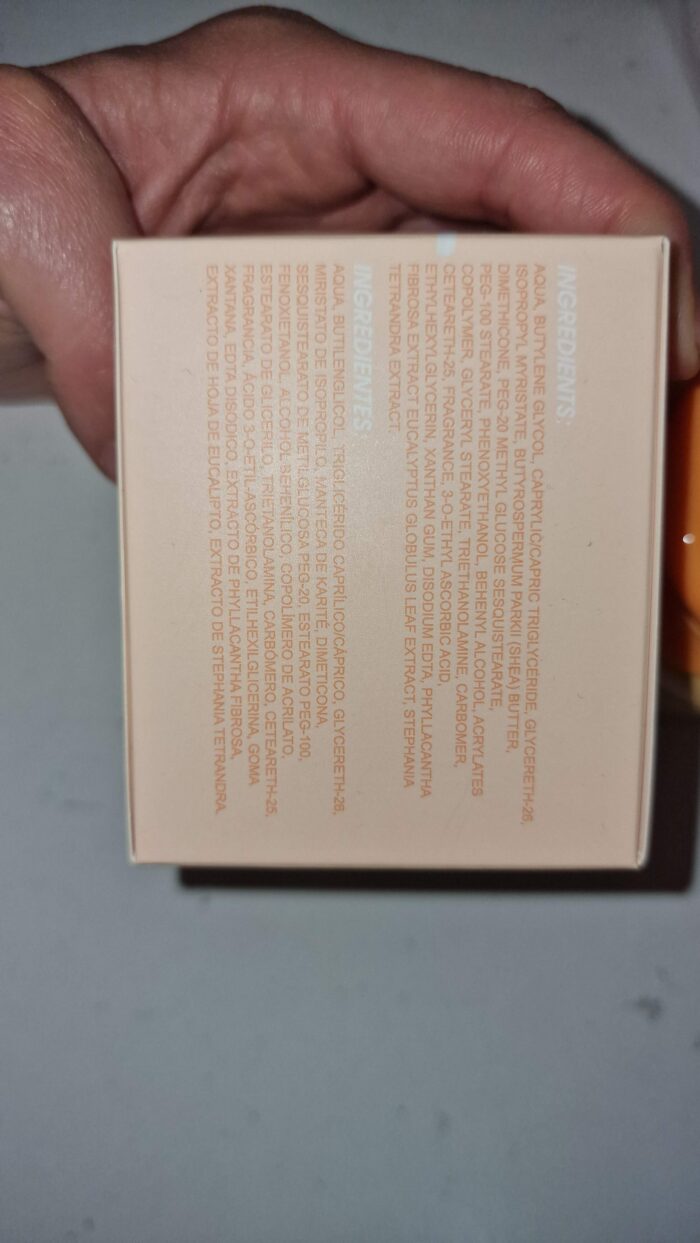 INGREDIENTS:
AQUA, BUTYLENE GLYCOL, CAPRYLIC/CAPRIC TRIGLYCERIDE, GLYCERETH-26,
ISOPROPYL MYRISTATE, BUTYROSPERMUM PARKII (SHEA) BUTTER,
DIMETHICONE, PEG-20 METHYL GLUCOSE SESQUISTEARATE,
PEG-100 STEARATE, PHENOXYETHANOL, BEHENYL ALCOHOL, ACRYLATES
COPOLYMER, GLYCERYL STEARATE, TRIETHANOLAMINE, CARBOMER,
CETEARETH-25, FRAGRANCE, 3-O-ETHYL ASCORBIC ACID,
ETHYLHEXYLGLYCERIN, XANTHAN GUM, DISODIUM EDTA, PHYLLACANTHA
FIBROSA EXTRACT EUCALYPTUS GLOBULUS LEAF EXTRACT, STEPHANIA
TETRANDRA EXTRACT
INGREDIENTES:
AQUA, BUTILENGLICOL, TRIGLICÉRIDO CAPRÍLICO/CÁPRICO, GLYCERETH-26,
MIRISTATO DE ISOPROPILO, MANTECA DE KARITÉ, DIMETICONA,
SESQUISTEARATO DE METILGLUCOSA PEG-20, ESTEARATO PEG-100,
FENOXIETANOL, ALCOHOL BEHENÍLICO, COPOLÍMERO DE ACRILATO,
ESTEARATO DE GLICERILO, TRIETANOLAMINA, CARBÓMERO, CETEARETH-25,
FRAGRANCIA, ÁCIDO 3-O-ETIL-ASCÓRBICO, ETILHEXILGLICERINA, GOMA
XANTANA, EDTA DISODICO, EXTRACTO DE PHYLLACANTHA FIBROSA,
EXTRACTO DE HOJA DE EUCALIPTO, EXTRACTO DE STEPHANIA TETRANDRA.